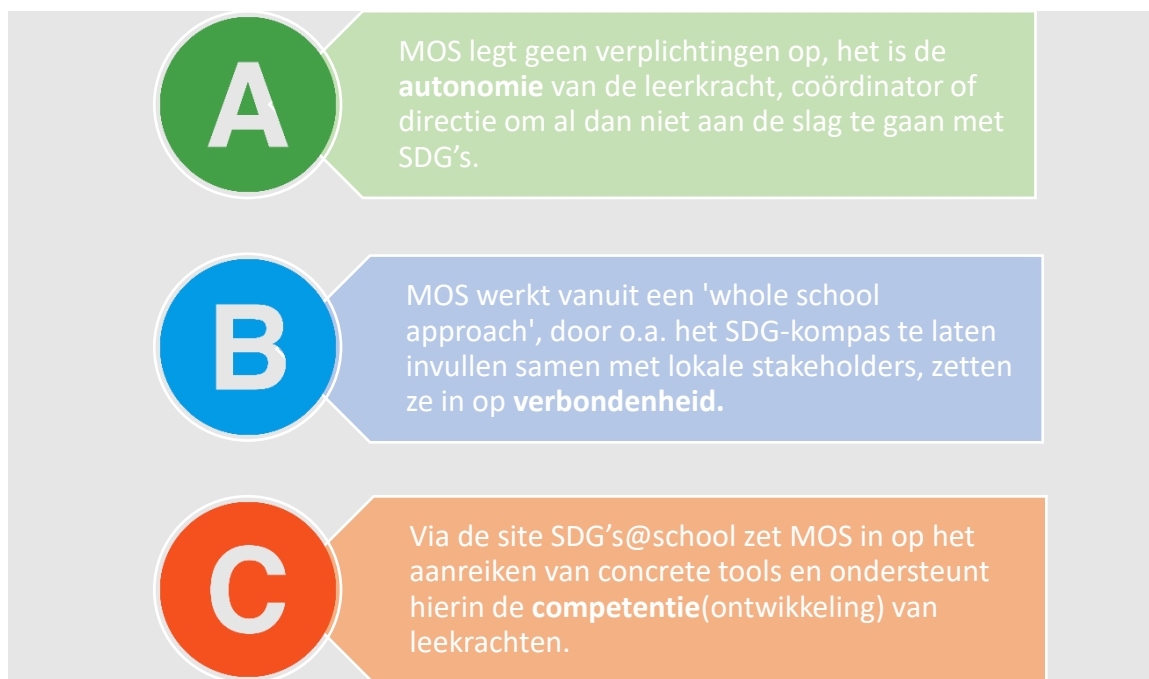 A
MOS legt geen verplichtingen op, het is de
autonomie van de leerkracht, coördinator of
directie om al dan niet aan de slag te gaan met
SDG's.
B
MOS werkt vanuit een 'whole school
approach', door o.a. het SDG-kompas te laten
invullen samen met lokale stakeholders, zetten
ze in op verbondenheid.
C
Via de site SDG's@school zet MOS in op het
aanreiken van concrete tools en ondersteunt
hierin de competentie(ontwikkeling) van
leekrachten.